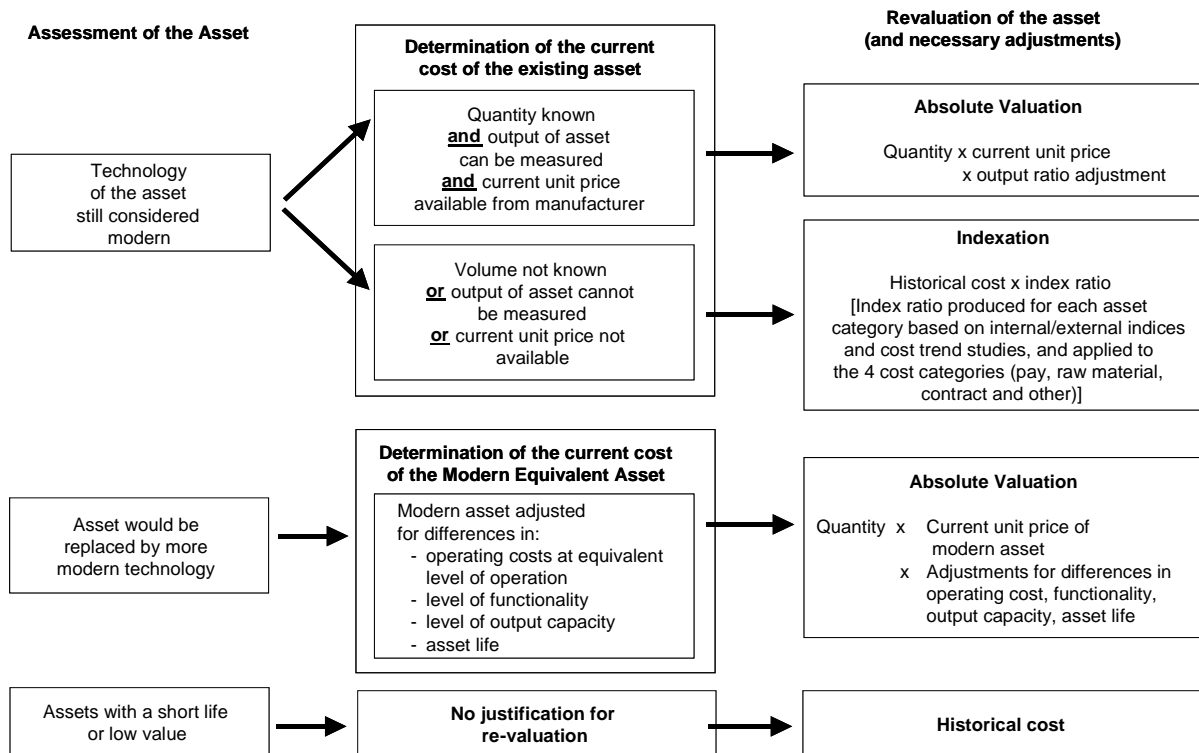 Assessment of the Asset
Determination of the current
cost of the existing asset
Revaluation of the asset
(and necessary adjustments)
Technology
of the asset
still considered
modern
Quantity known
and output of asset
can be measured
and current unit price
available from manufacturer
Absolute Valuation
Quantity x current unit price
x output ratio adjustment
Volume not known
or output of asset cannot
be measured
or current unit price not
available
Indexation
Historical cost x index ratio
[Index ratio produced for each asset
category based on internal/external indices
and cost trend studies, and applied to
the 4 cost categories (pay, raw material,
contract and other)]
Asset would be
replaced by more
modern technology
Determination of the current cost
of the Modern Equivalent Asset
Modern asset adjusted
for differences in:
- operating costs at equivalent
level of operation
- level of functionality
- level of output capacity
- asset life
Absolute Valuation
Quantity x Current unit price of
modern asset
x Adjustments for differences in
operating cost, functionality,
output capacity, asset life
Assets with a short life
or low value
No justification for
re-valuation
Historical cost